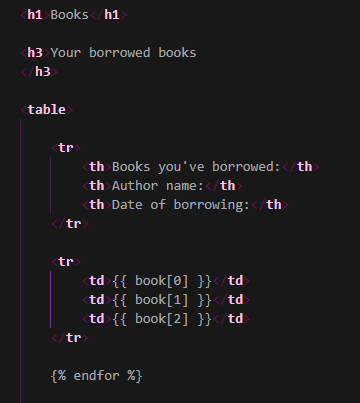 <h1>Books</h1>
<h3>Your borrowed books
</h3>
<table>
<tr>
<th>Books you've borrowed:</th>
<th>Author name:</th>
<th>Date of borrowing:</th>
</tr>
<tr>
<td>{{ book[0] }}</td>
<td>{{ book[1] }}</td>
<td>{{ book[2] }}</td>
</tr>
{% endfor %}